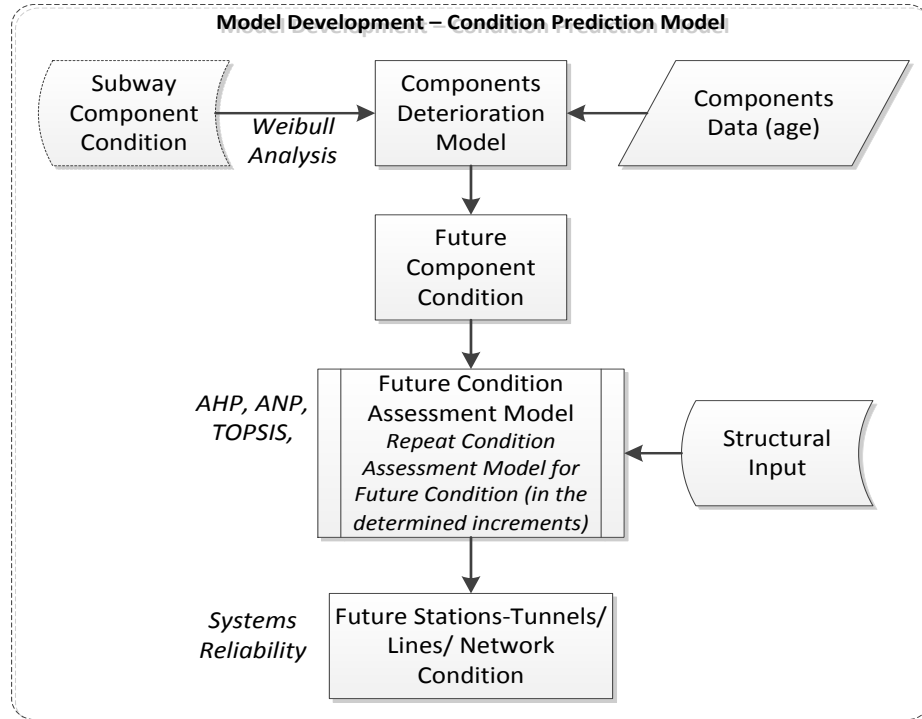 Model Development – Condition Prediction Model
Subway
Component
Condition
Weibull
Analysis
Components
Deterioration
Model
Components
Data (age)
Future
Component
Condition
AHP, ANP,
TOPSIS,
Future Condition
Assessment Model
Repeat Condition
Assessment Model for
Future Condition (in the
determined increments)
Structural
Input
Systems
Reliability
Future Stations-Tunnels/
Lines/ Network
Condition